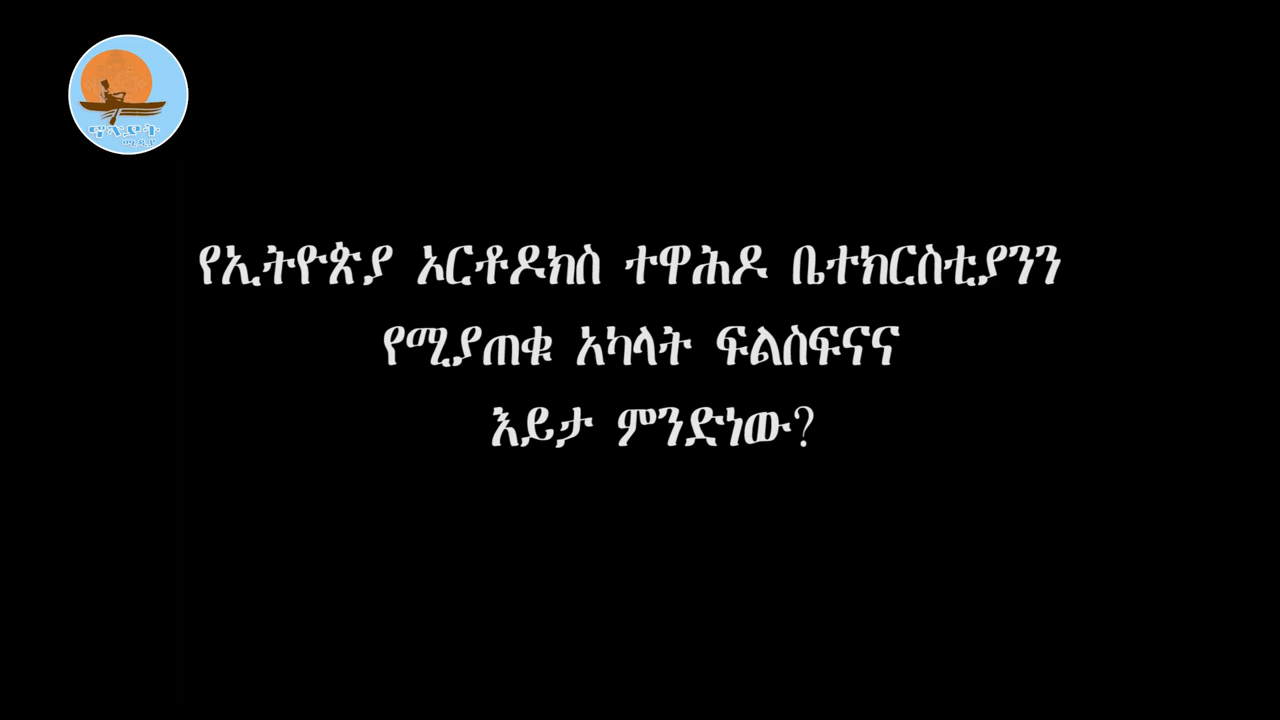 የኢትዮጵያ ኦርቶዶክስ ተዋሕዶ ቤተክርስቲያንን
የሚያጠቁ አካላት ፍልስፍናና
እይታ ምንድነው?